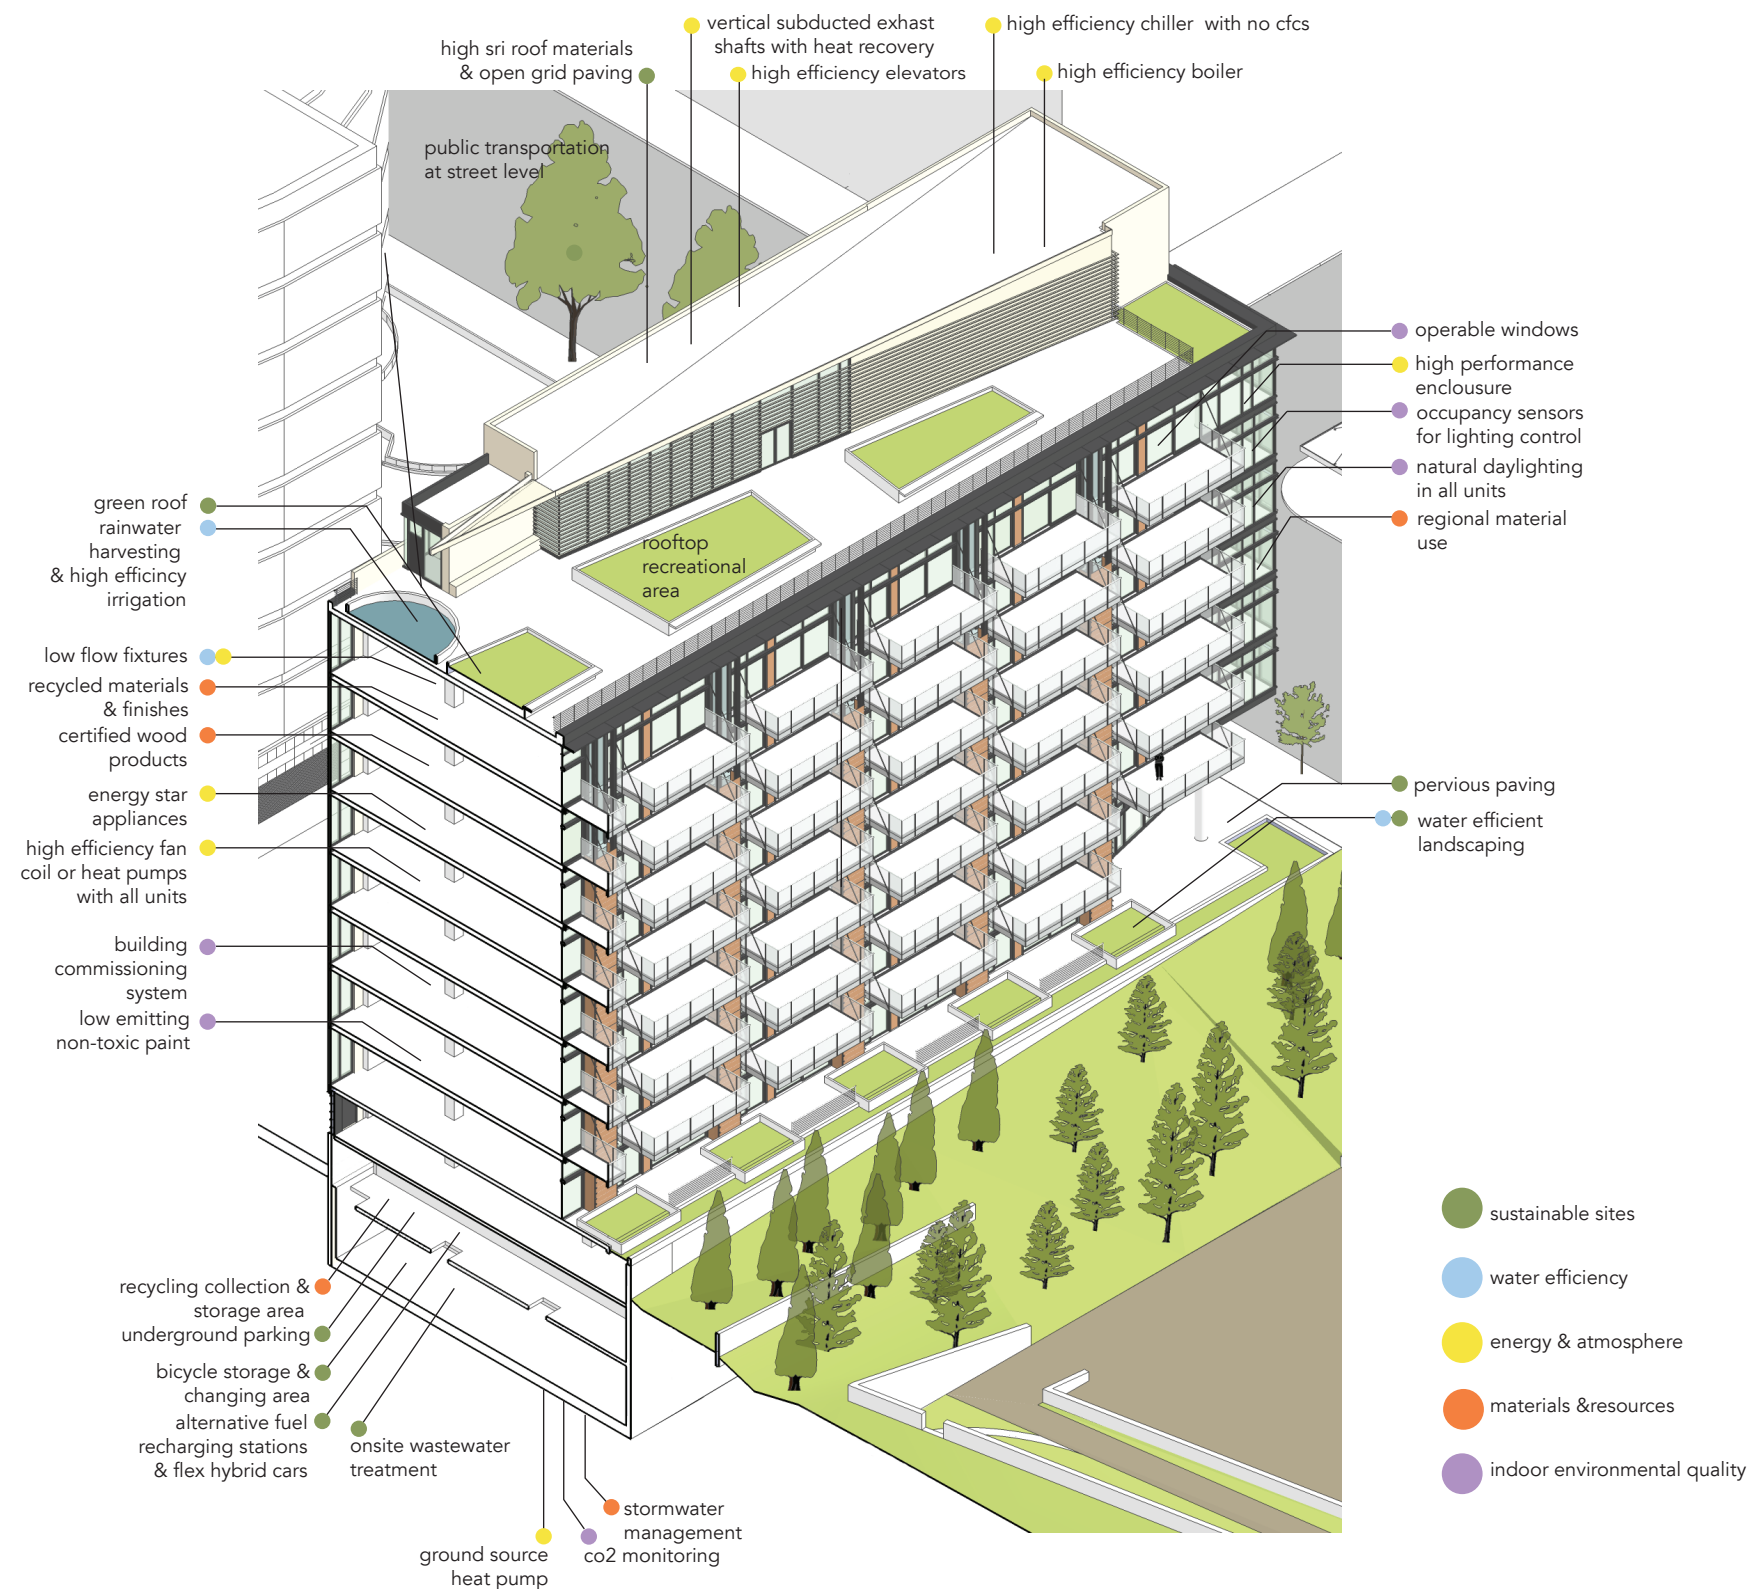 vertical subducted exhast
shafts with heat recovery
high efficiency chiller with no cfcs
high sri roof materials
& open grid paving
high efficiency elevators
high efficiency boiler
public transportation
at street level
operable windows
high performance
enclousure
occupancy sensors
for lighting control
natural daylighting
in all units
regional material
use
green roof
rainwater
harvesting
& high efficincy
irrigation
rooftop
recreational
area
low flow fixtures
recycled materials
& finishes
certified wood
products
energy star
appliances
high efficiency fan
coil or heat pumps
with all units
building
commissioning
system
low emitting
non-toxic paint
pervious paving
water efficient
landscaping
recycling collection &
storage area
underground parking
bicycle storage &
changing area
alternative fuel
recharging stations
& flex hybrid cars
onsite wastewater
treatment
stormwater
management
co2 monitoring
ground source
heat pump
sustainable sites
water efficiency
energy & atmosphere
materials &resources
indoor environmental quality